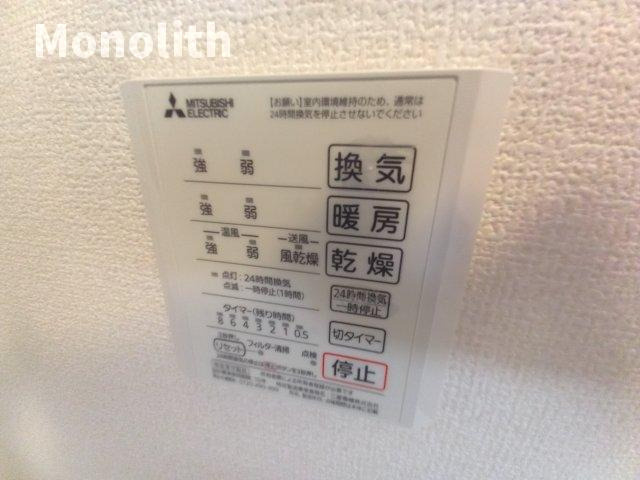 Monolith
MITSUBISHI
ELECTRIC
【お願い】室内環境維持のため、通常は
24時間換気を停止させないでください
強 弱 換気
強 弱 暖房
温風 送風
強 弱 風乾燥 乾燥
点灯:24時間換気
点滅:一時停止(1時間)
24時間換気
一時停止
タイマー(残り時間)
8 6 4 3 2 1 0.5
切タイマー
リセット フィルター清掃 点検
停止